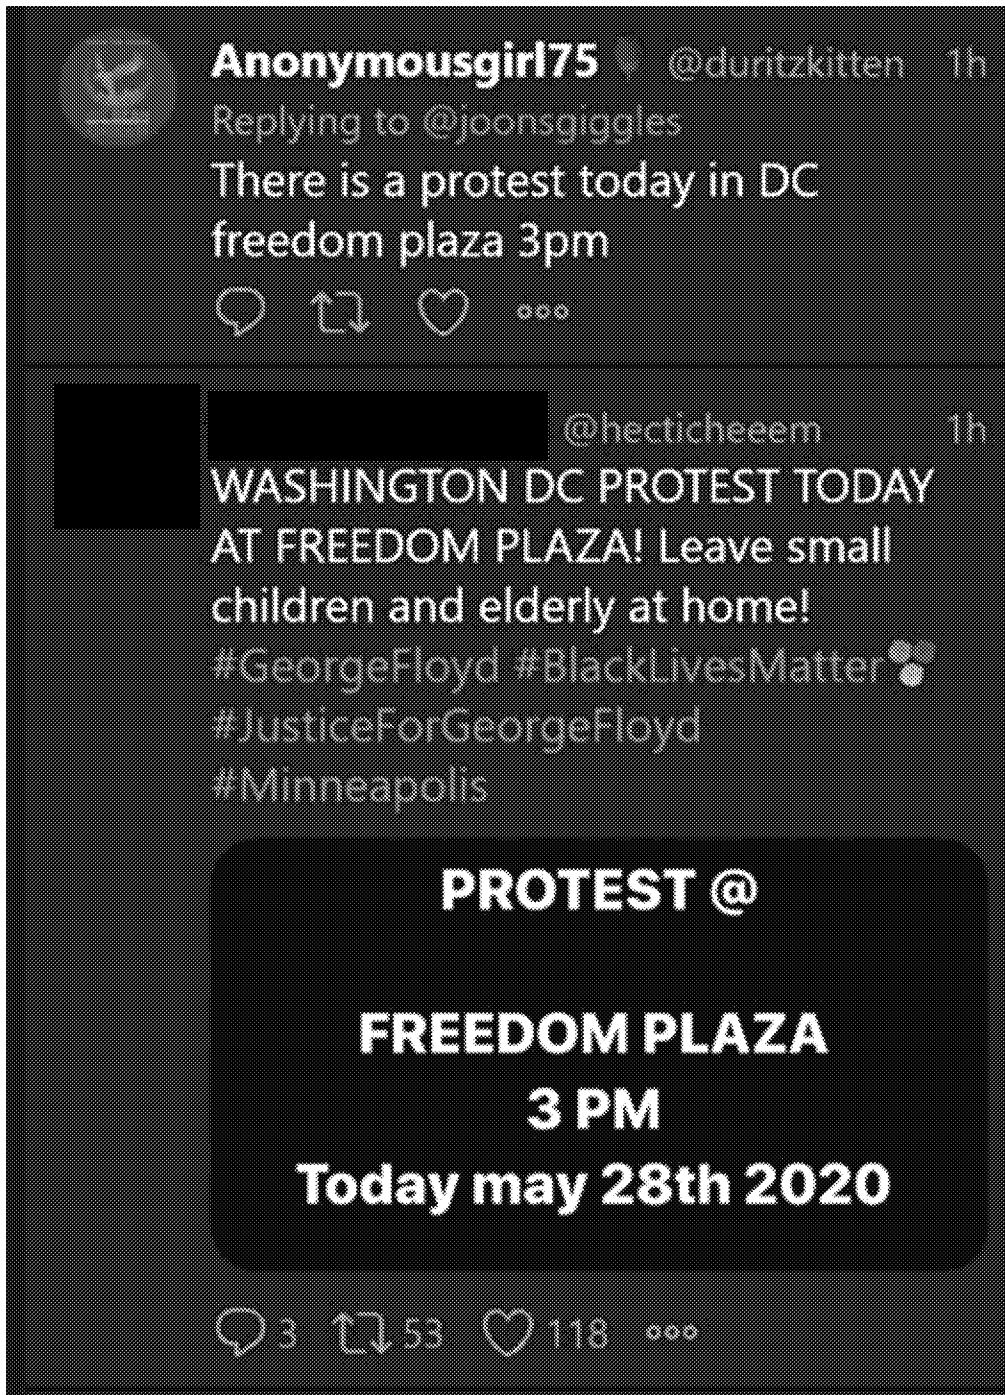 Anonymousgirl75 @duritzkitten 1h
Replying to @joonsgiggles
There is a protest today in DC
freedom plaza 3pm
@hecticheeem 1h
WASHINGTON DC PROTEST TODAY
AT FREEDOM PLAZA! Leave small
children and elderly at home!
#GeorgeFloyd #BlackLivesMatter
#JusticeForGeorgeFloyd
#Minneapolis
PROTEST @
FREEDOM PLAZA
3 PM
Today may 28th 2020
3 53 118